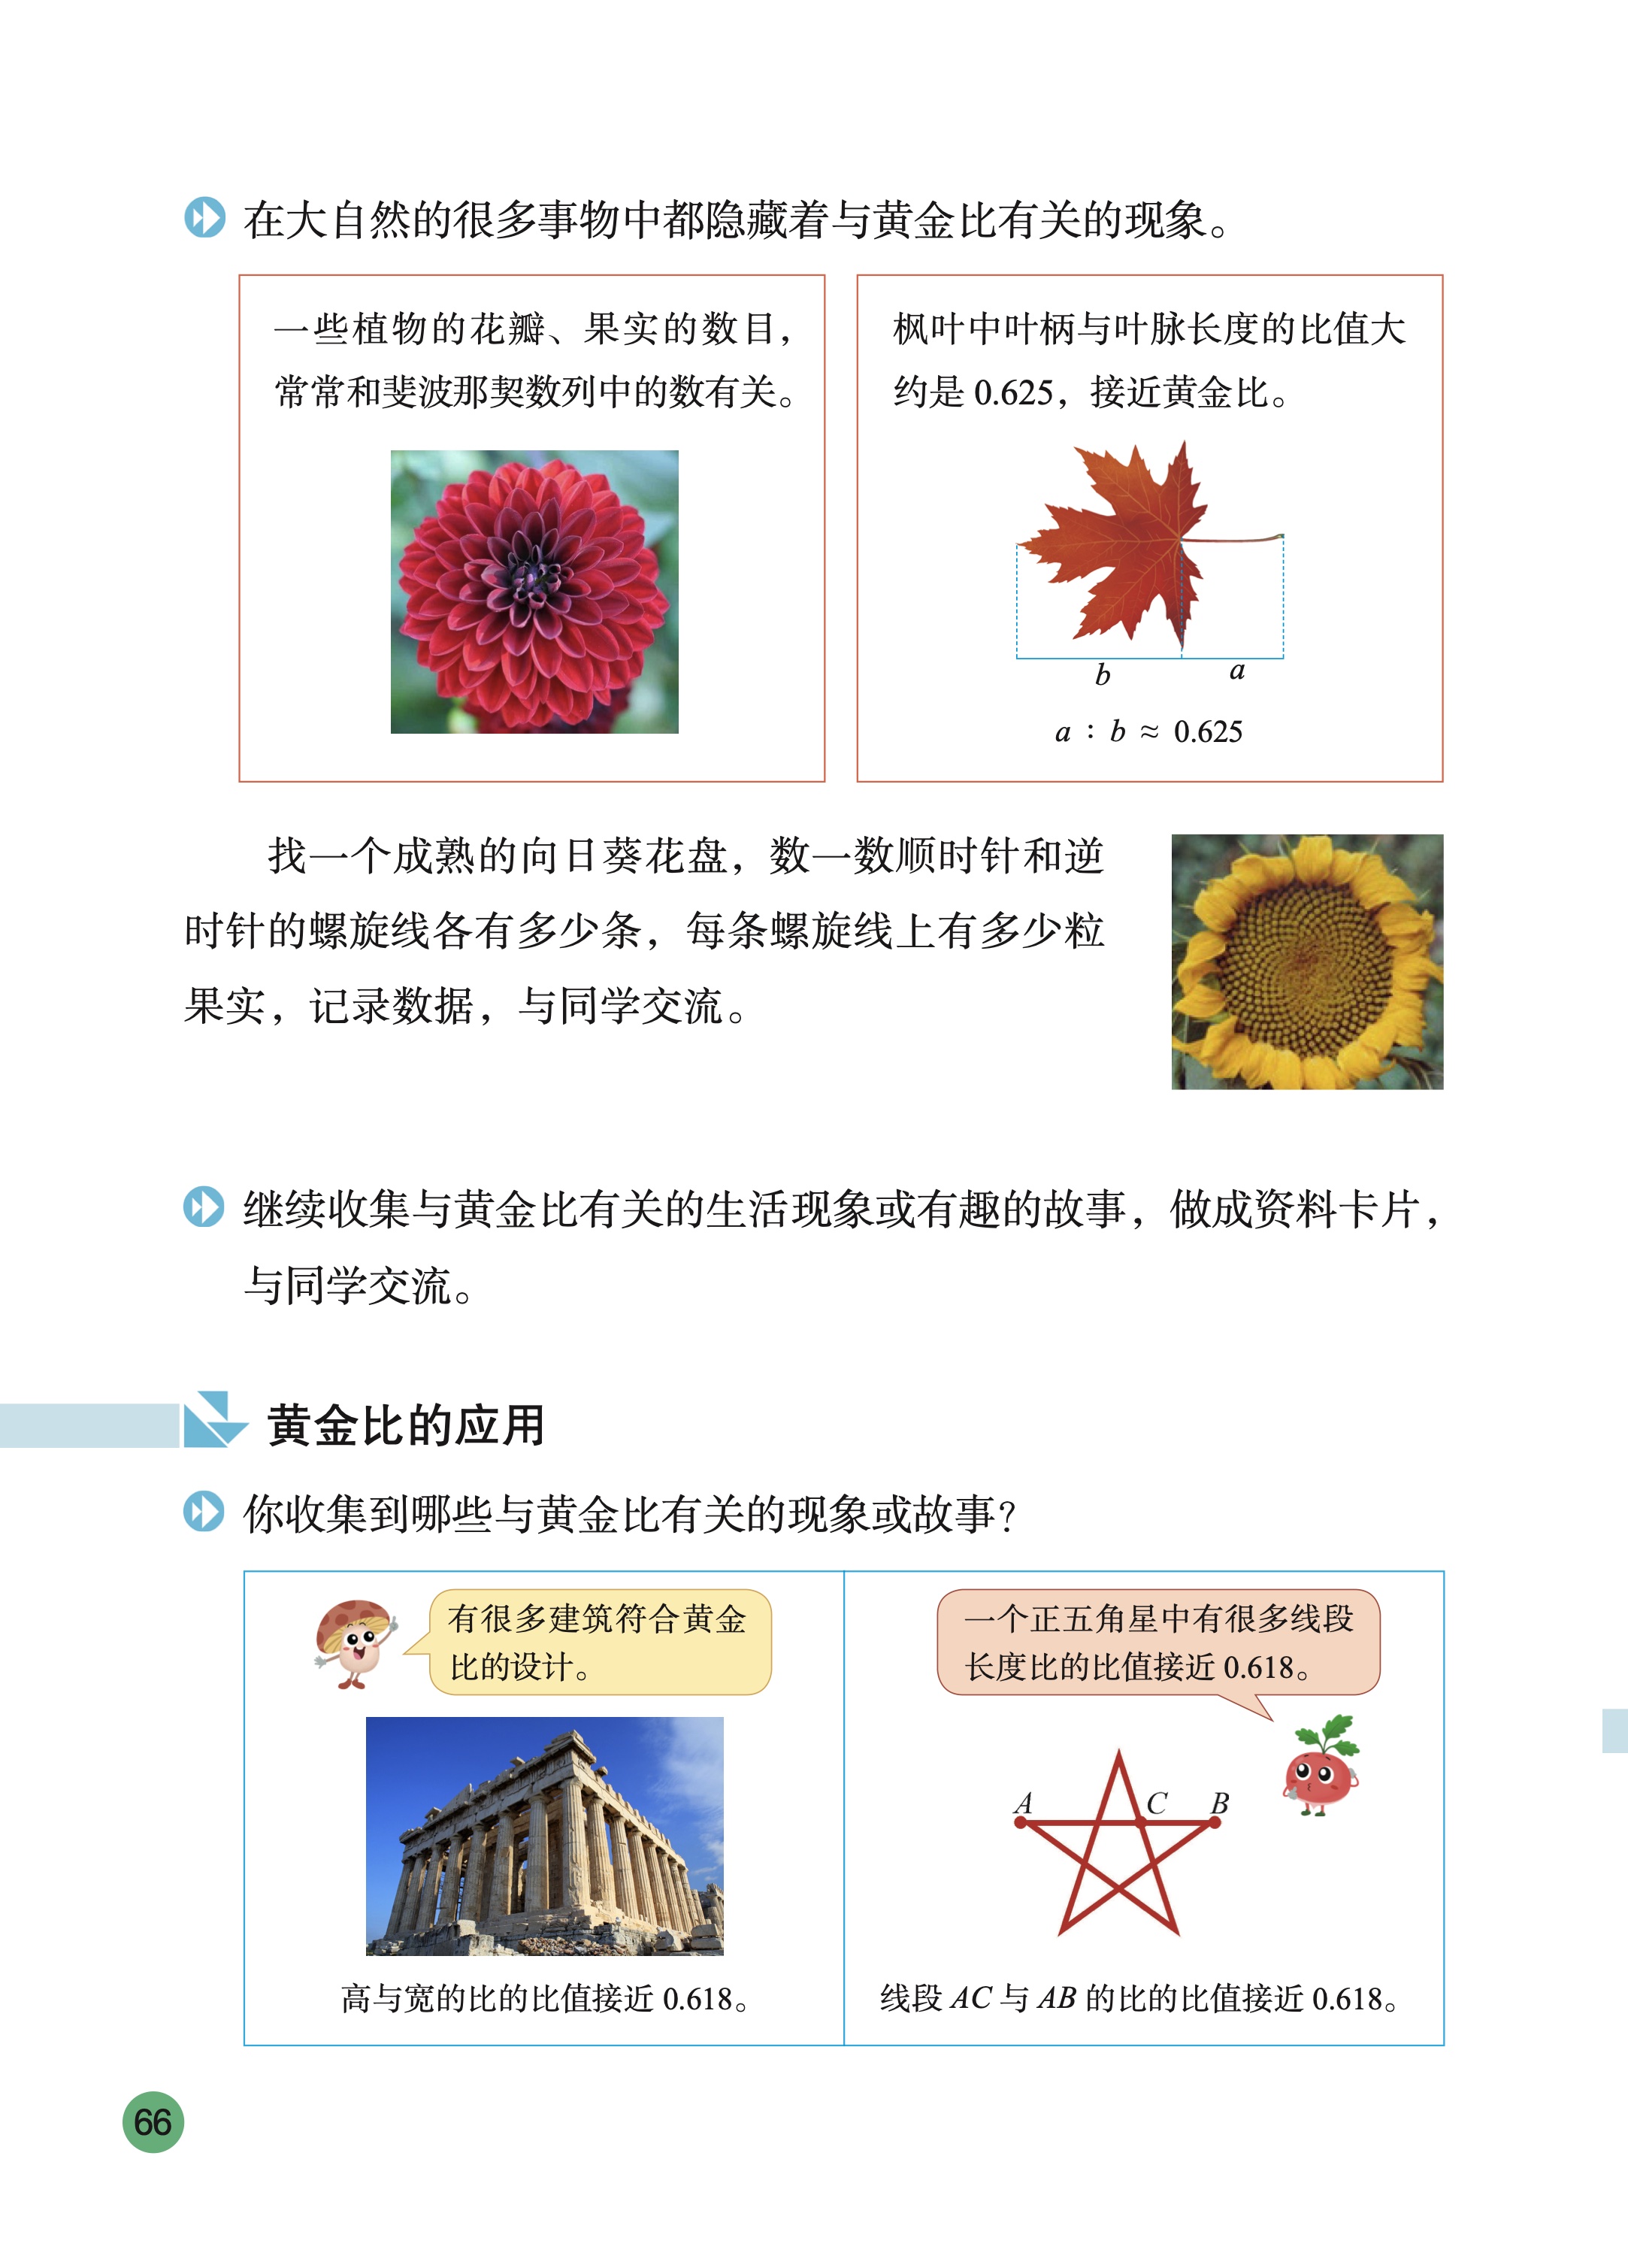 在大自然的很多事物中都隐藏着与黄金比有关的现象。
一些植物的花瓣、果实的数目，
常常和斐波那契数列中的数有关。
枫叶中叶柄与叶脉长度的比值大
约是 0.625，接近黄金比。
b
a
a : b ≈ 0.625
找一个成熟的向日葵花盘，数一数顺时针和逆
时针的螺旋线各有多少条，每条螺旋线上有多少粒
果实，记录数据，与同学交流。
继续收集与黄金比有关的生活现象或有趣的故事，做成资料卡片，
与同学交流。
黄金比的应用
你收集到哪些与黄金比有关的现象或故事？
有很多建筑符合黄金
比的设计。
高与宽的比的比值接近 0.618。
一个正五角星中有很多线段
长度比的比值接近 0.618。
A
C
B
线段 AC 与 AB 的比的比值接近 0.618。
66